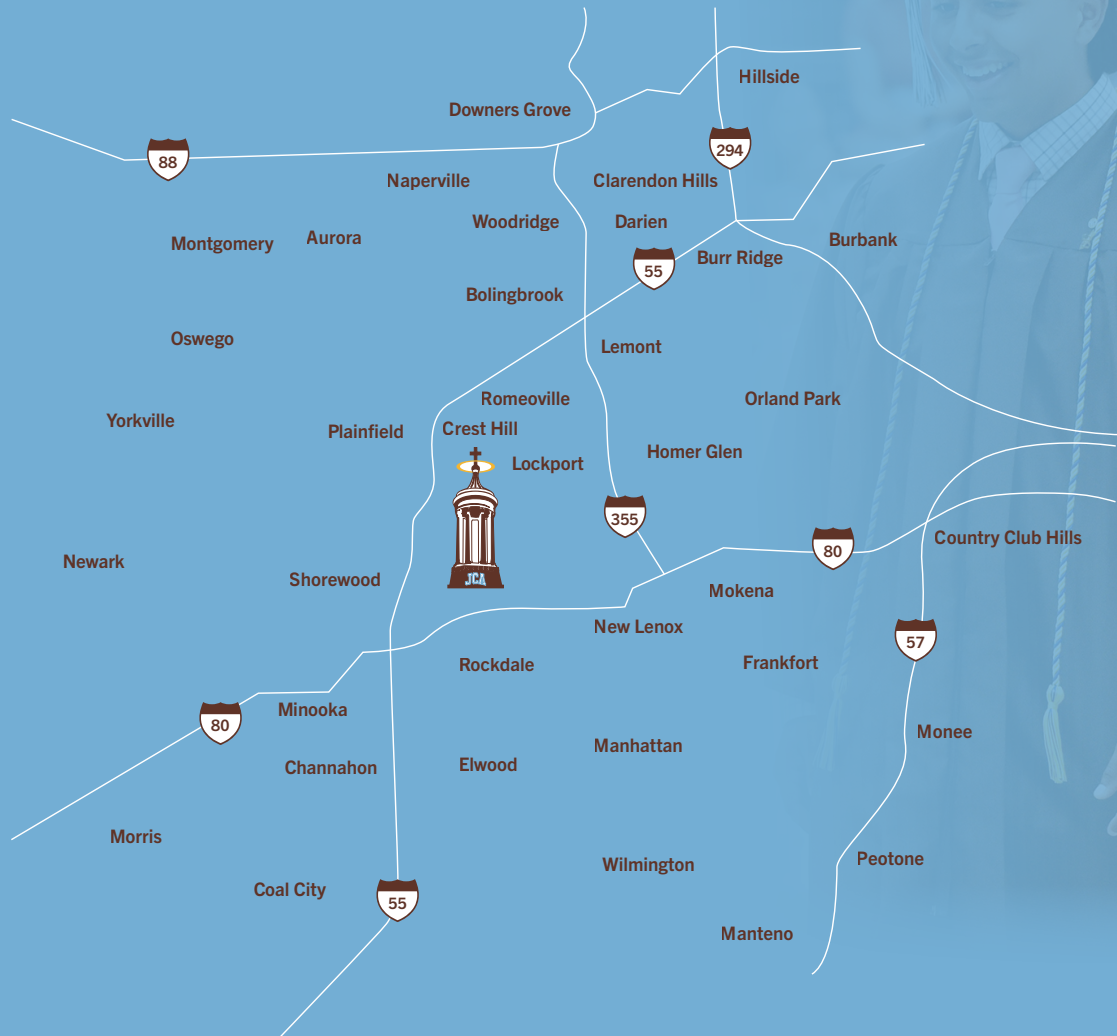 Hillside
Downers Grove
294
88
Naperville
Clarendon Hills
Woodridge
Darien
Montgomery
Aurora
Burbank
Burr Ridge
55
Bolingbrook
Oswego
Lemont
Romeoville
Orland Park
Yorkville
Plainfield
Crest Hill
Homer Glen
Lockport
355
Country Club Hills
80
Newark
Shorewood
JCA
Mokena
New Lenox
57
Rockdale
Frankfort
Minooka
80
Monee
Manhattan
Channahon
Elwood
Morris
Peotone
Wilmington
Coal City
55
Manteno